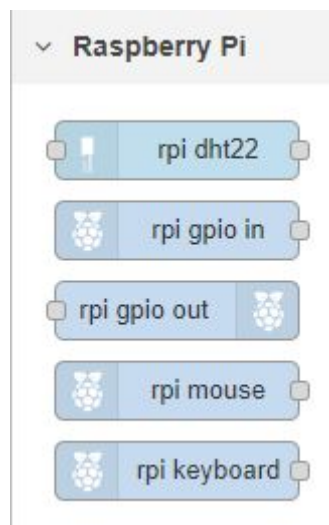 Raspberry Pi
rpi dht22
rpi gpio in
rpi gpio out
rpi mouse
rpi keyboard